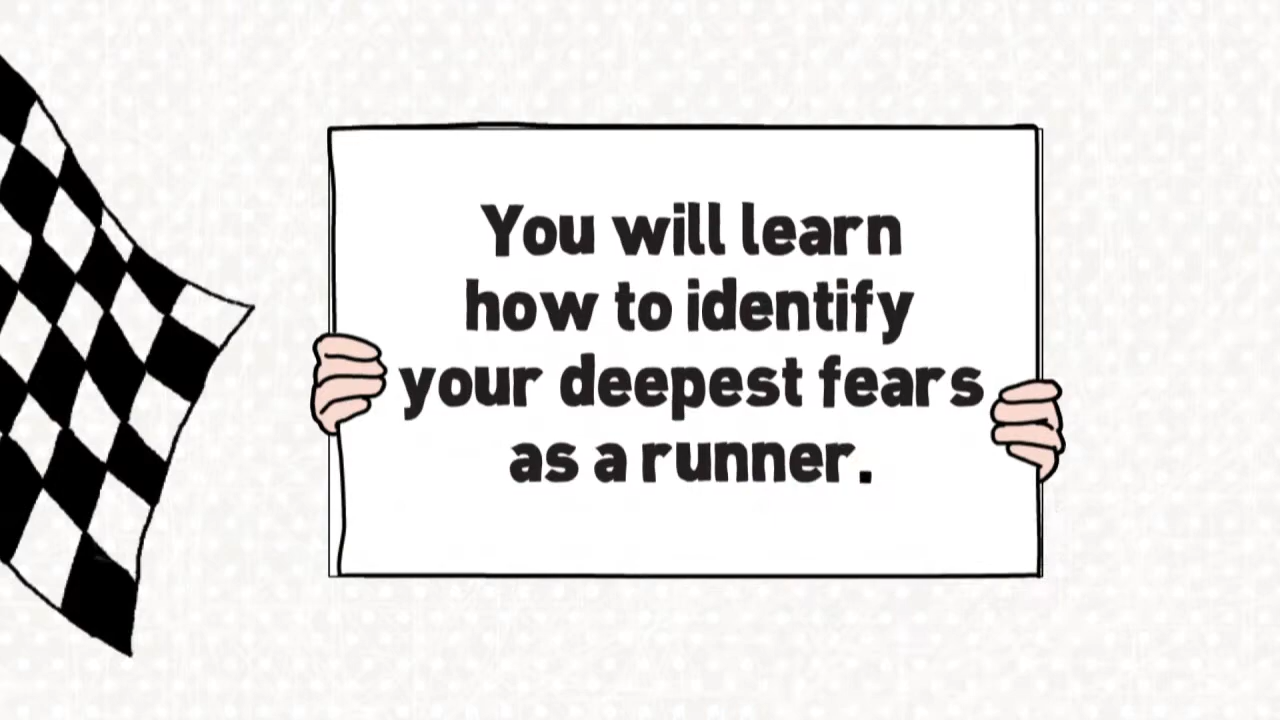 You will learn
how to identify
your deepest fears
as a runner.